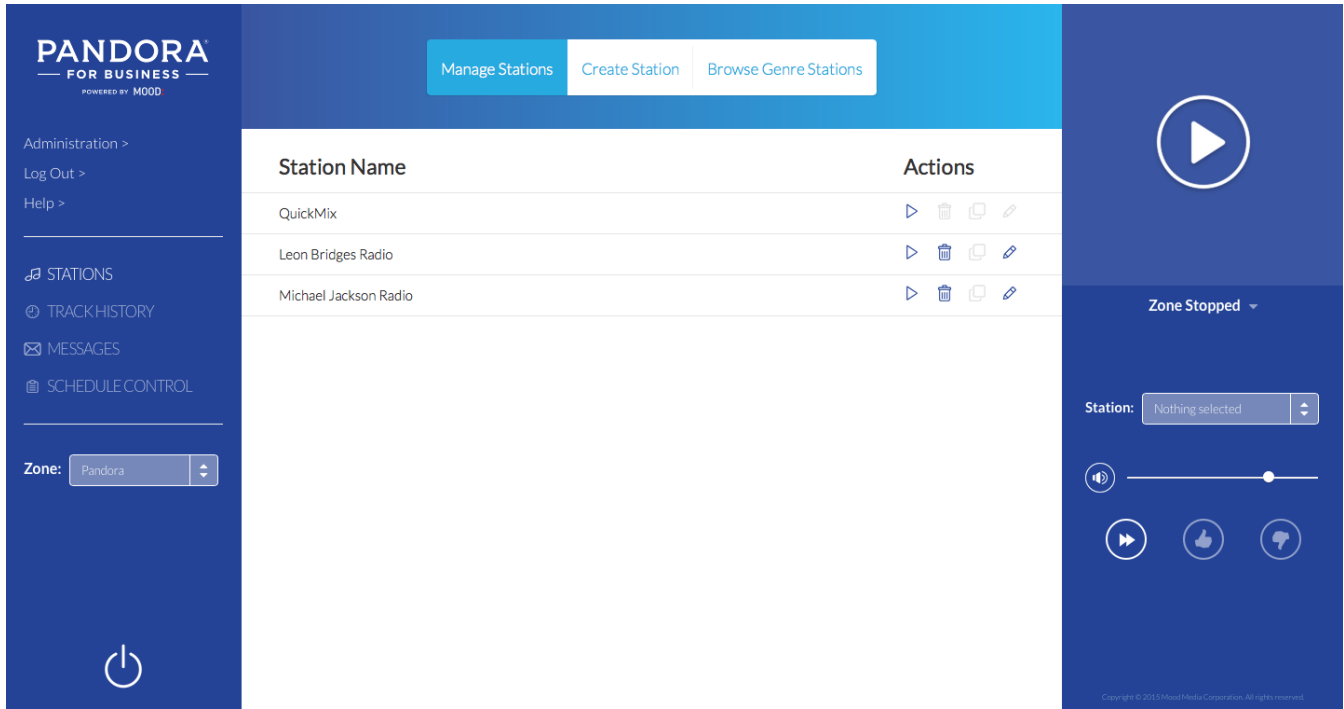 PANDORA
FOR BUSINESS
POWERED BY MOOD:
Administration >
Log Out >
Help >
STATIONS
TRACK HISTORY
MESSAGES
SCHEDULE CONTROL
Zone: Pandora
Manage Stations Create Station Browse Genre Stations
Station Name Actions
QuickMix
Leon Bridges Radio
Michael Jackson Radio
Zone Stopped
Station: Nothing selected
Copyright © 2015 Mood Media Corporation. All rights reserved.